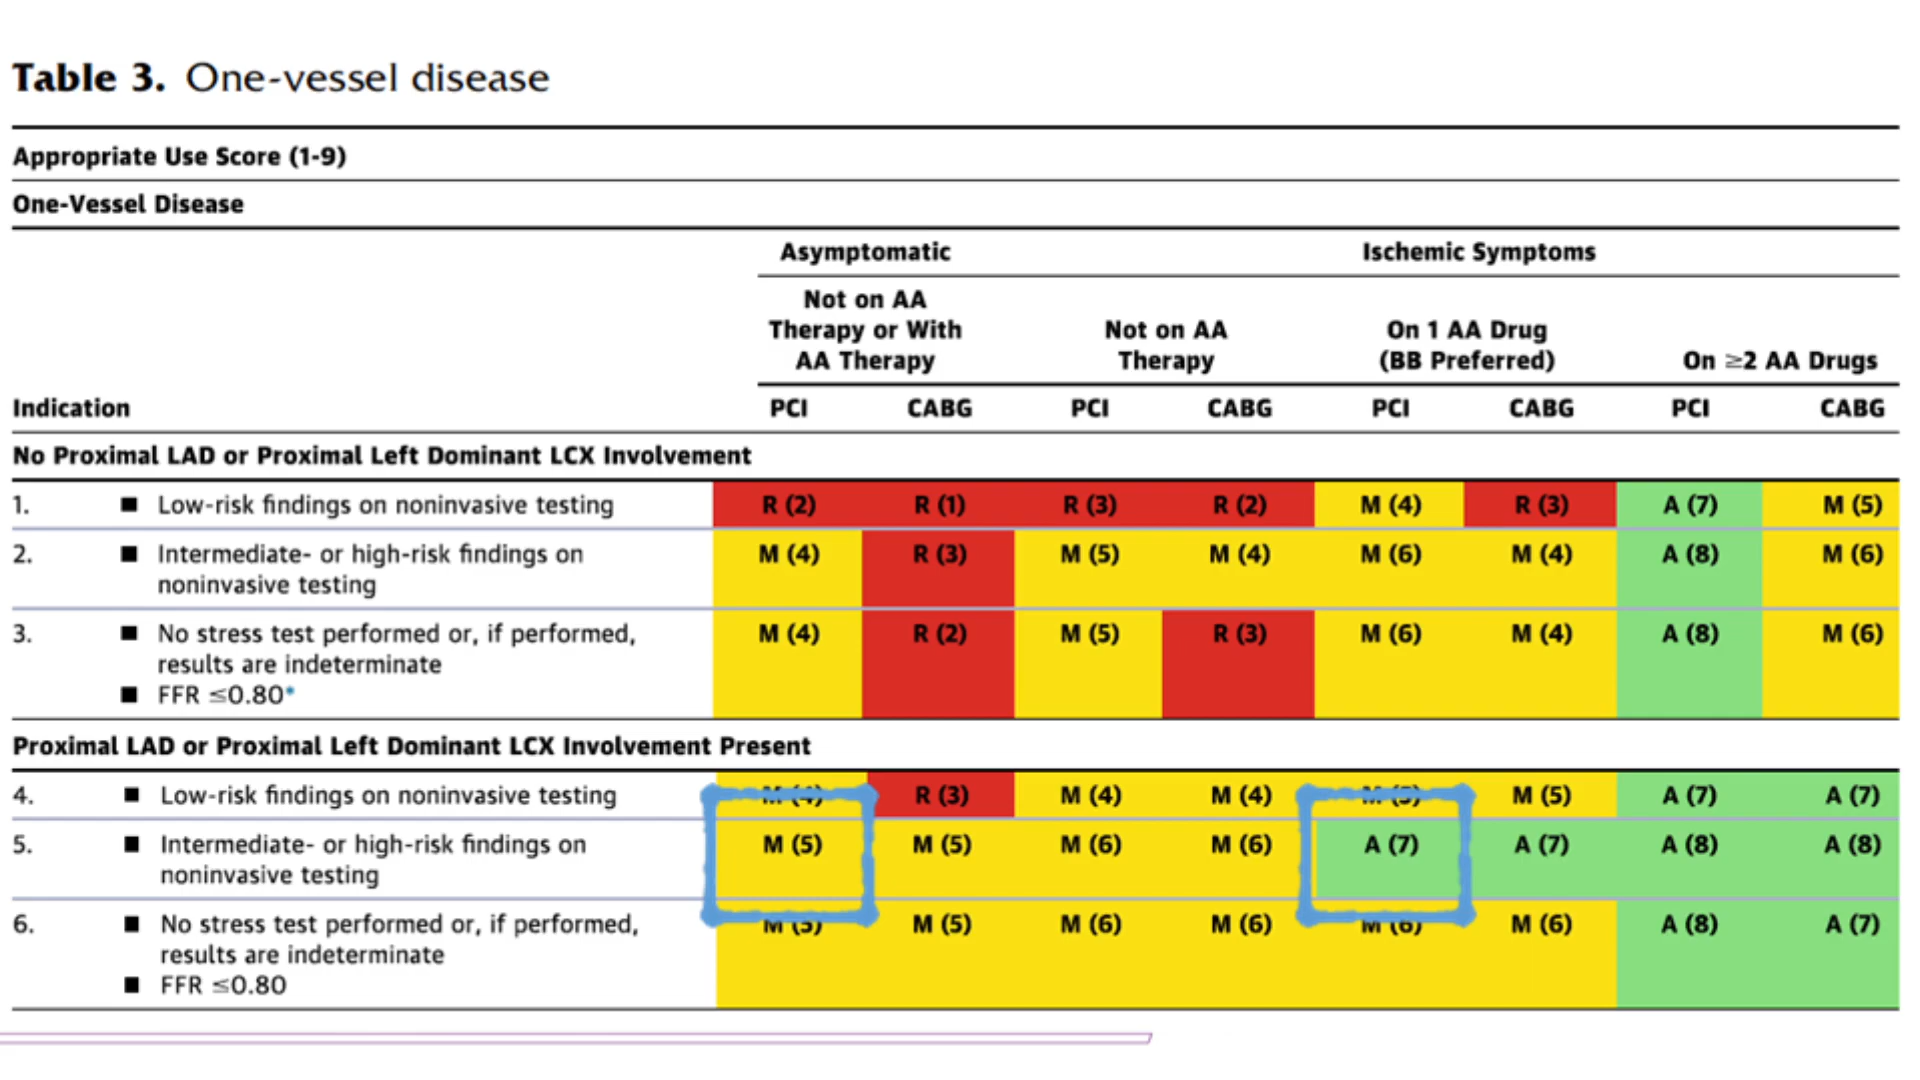 Table 3. One-vessel disease
Appropriate Use Score (1-9)
One-Vessel Disease
Asymptomatic Ischemic Symptoms
Not on AA
Therapy or With Not on AA On 1 AA Drug
AA Therapy Therapy (BB Preferred) On ≥2 AA Drugs
Indication PCI CABG PCI CABG PCI CABG PCI CABG
No Proximal LAD or Proximal Left Dominant LCX Involvement
1. ■ Low-risk findings on noninvasive testing R (2) R (1) R (3) R (2) M (4) R (3) A (7) M (5)
2. ■ Intermediate- or high-risk findings on M (4) R (3) M (5) M (4) M (6) M (4) A (8) M (6)
noninvasive testing
3. ■ No stress test performed or, if performed, M (4) R (2) M (5) R (3) M (6) M (4) A (8) M (6)
results are indeterminate
■ FFR ≤0.80*
Proximal LAD or Proximal Left Dominant LCX Involvement Present
4. ■ Low-risk findings on noninvasive testing M (4) R (3) M (4) M (4) M (5) M (5) A (7) A (7)
5. ■ Intermediate- or high-risk findings on M (5) M (5) M (6) M (6) A (7) A (7) A (8) A (8)
noninvasive testing
6. ■ No stress test performed or, if performed, M (5) M (5) M (6) M (6) M (6) M (6) A (8) A (7)
results are indeterminate
■ FFR ≤0.80